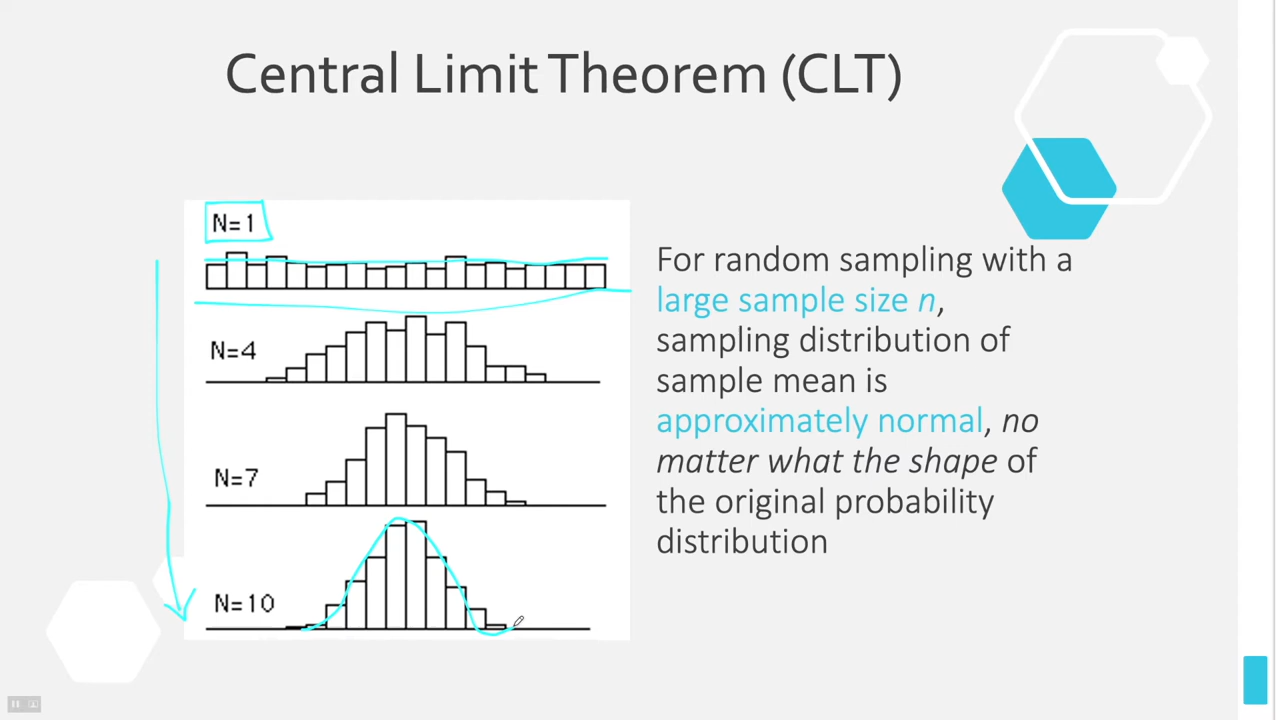 Central Limit Theorem (CLT)
N=1
N=4
N=7
N=10
For random sampling with a
large sample size n,
sampling distribution of
sample mean is
approximately normal, no
matter what the shape of
the original probability
distribution